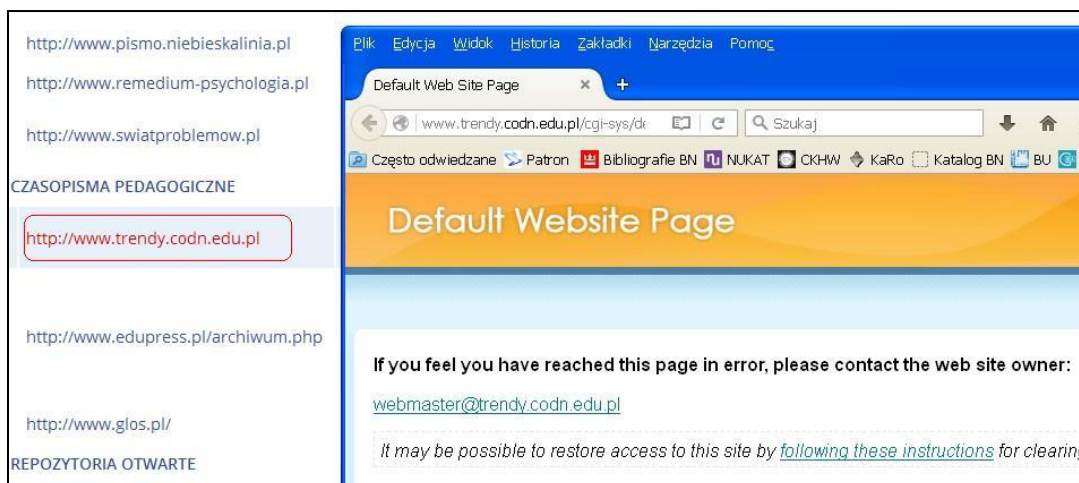 http://www.pismo.niebieskalinia.pl
http://www.remedium-psychologia.pl
http://www.swiatproblemow.pl
CZASOPISMA PEDAGOGICZNE
http://www.trendy.codn.edu.pl
http://www.edupress.pl/archiwum.php
http://www.glos.pl/
REPOZYTORIA OTWARTE
Plik Edycja Widok Historia Zakładki Narzędzia Pomoc
Default Web Site Page × +
www.trendy.codn.edu.pl/cgi-sys/de Szukaj
Często odwiedzane Patron Bibliografie BN NUKAT CKHW KaRo Katalog BN BU
Default Website Page
If you feel you have reached this page in error, please contact the web site owner:
webmaster@trendy.codn.edu.pl
It may be possible to restore access to this site by following these instructions for clearing